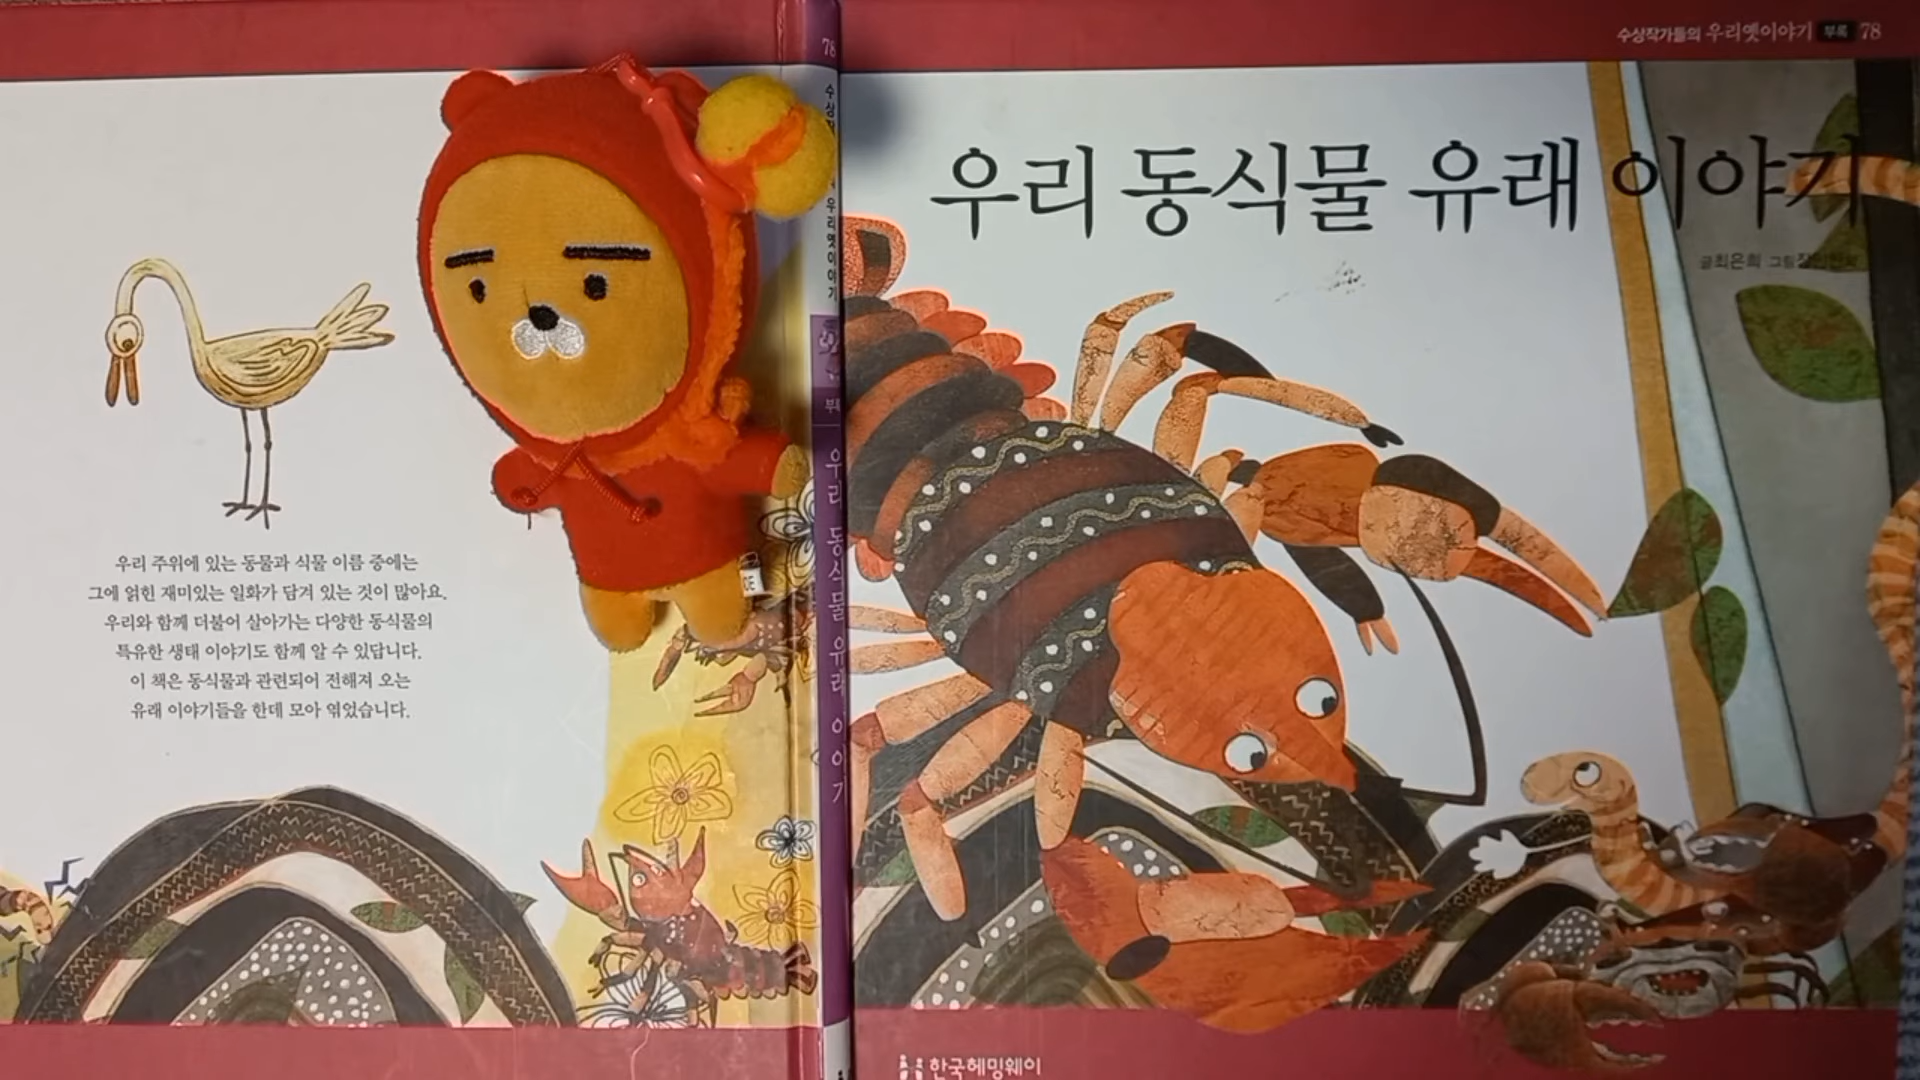 수상작가들의 우리옛이야기 부록 78
우리 동식물 유래 이야기
글 최은희 그림
우리 주위에 있는 동물과 식물 이름 중에는
그에 얽힌 재미있는 일화가 담겨 있는 것이 많아요.
우리와 함께 더불어 살아가는 다양한 동식물의
특유한 생태 이야기도 함께 알 수 있답니다.
이 책은 동식물과 관련되어 전해져 오는
유래 이야기들을 한데 모아 엮었습니다.
78
우리옛이야기
우리 동식물 유래 이야기
한국헤밍웨이